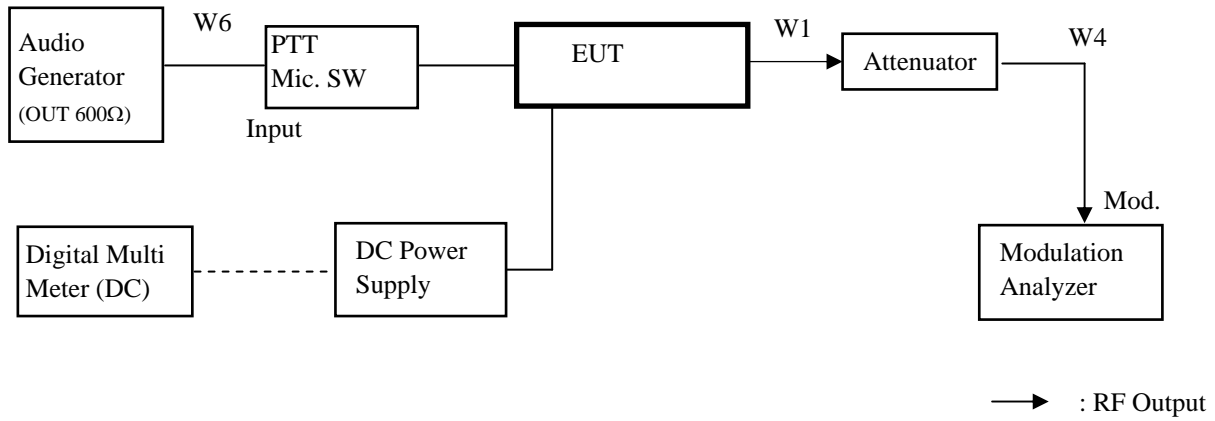 W6
Audio
Generator
(OUT 600Ω)
PTT
Mic. SW
Input
EUT
W1
Attenuator
W4
Mod.
Modulation
Analyzer
Digital Multi
Meter (DC)
DC Power
Supply
: RF Output